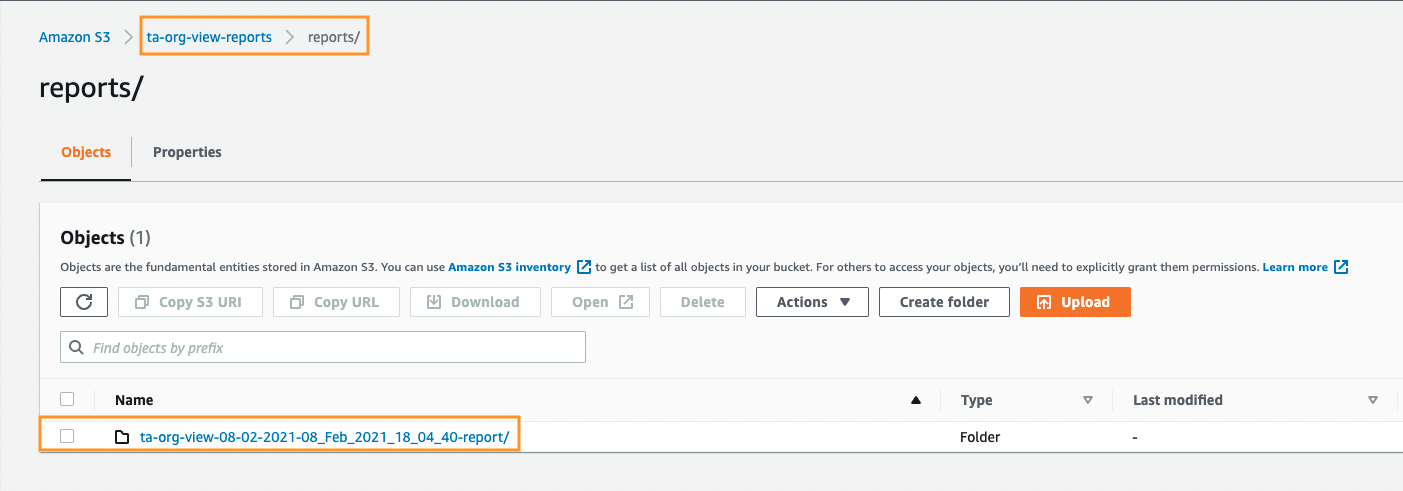 Amazon S3 > ta-org-view-reports > reports/
reports/
Objects Properties
Objects (1)
Objects are the fundamental entities stored in Amazon S3. You can use Amazon S3 inventory to get a list of all objects in your bucket. For others to access your objects, you'll need to explicitly grant them permissions. Learn more
Copy S3 URI Copy URL Download Open Delete Actions Create folder Upload
Find objects by prefix
Name Type Last modified
ta-org-view-08-02-2021-08_Feb_2021_18_04_40-report/ Folder -